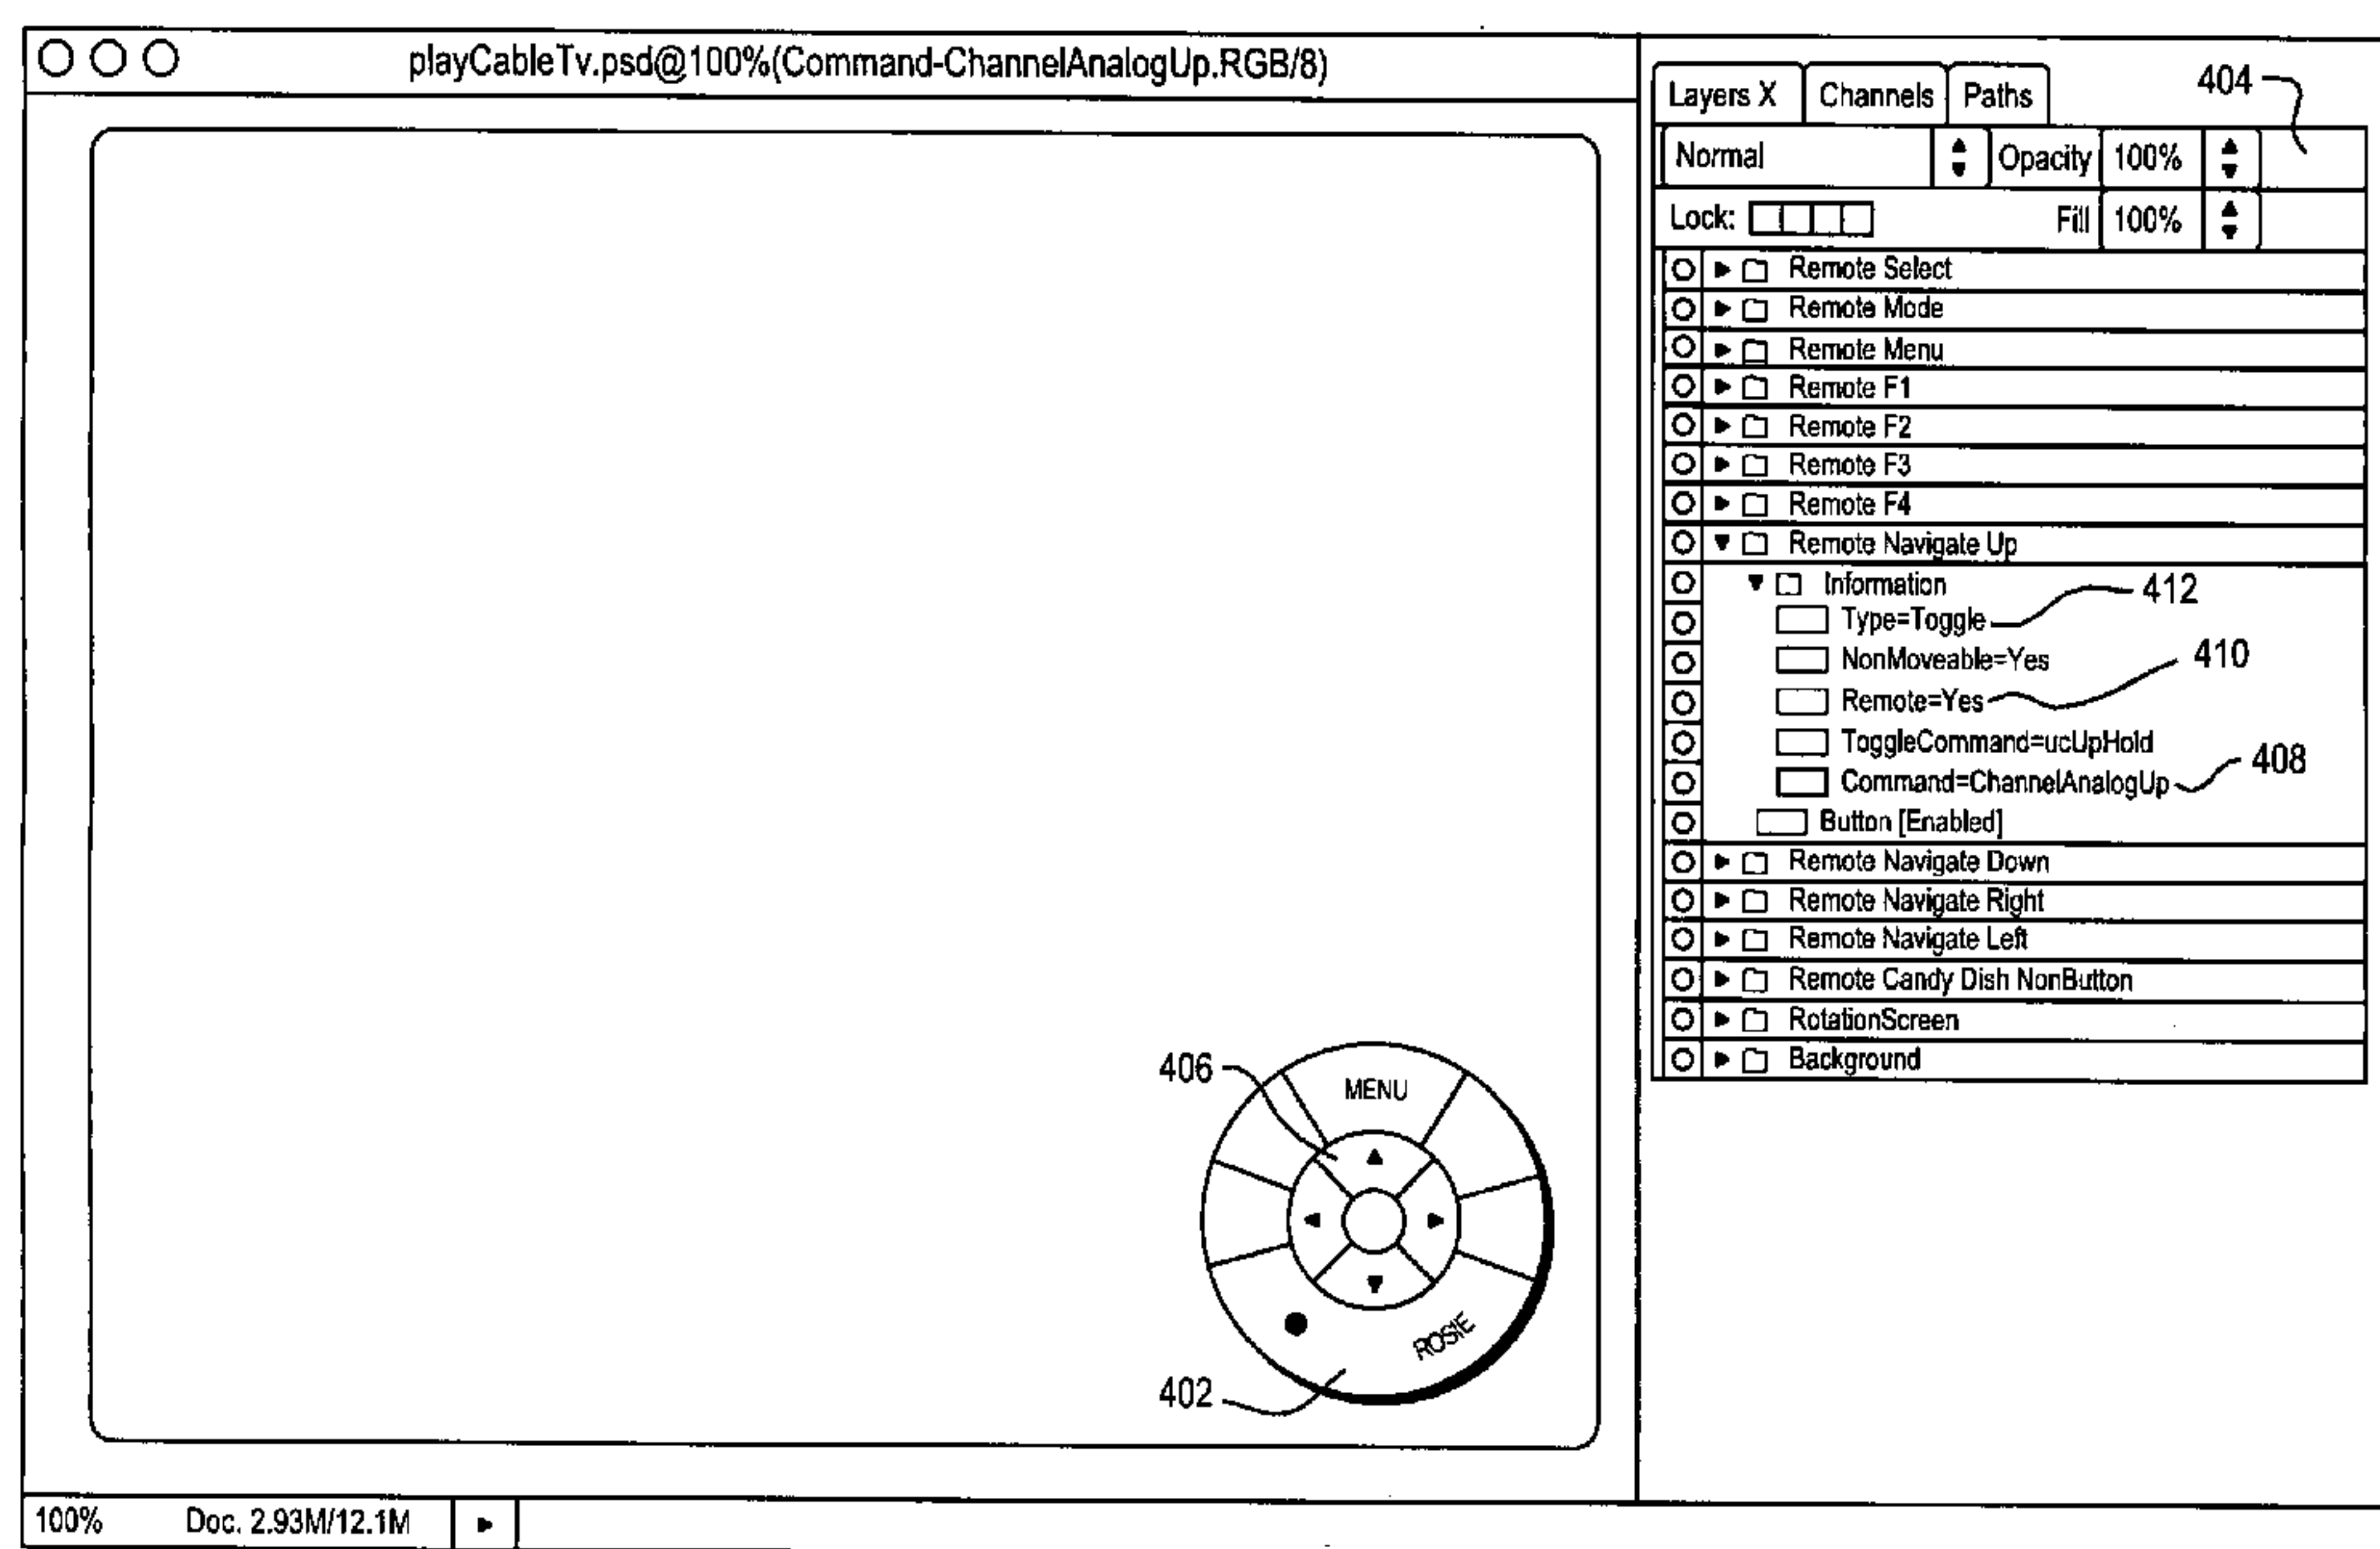 playCableTv.psd@100%(Command-ChannelAnalogUp.RGB/8)
Layers X Channels Paths
404
Normal Opacity 100%
Lock: Fill 100%
Remote Select
Remote Mode
Remote Menu
Remote F1
Remote F2
Remote F3
Remote F4
Remote Navigate Up
Information
412
Type=Toggle
NonMoveable=Yes
410
Remote=Yes
ToggleCommand=ucUpHold
408
Command=ChannelAnalogUp
Button [Enabled]
Remote Navigate Down
Remote Navigate Right
Remote Navigate Left
Remote Candy Dish NonButton
RotationScreen
Background
406
MENU
ROSIE
402
100% Doc. 2.93M/12.1M